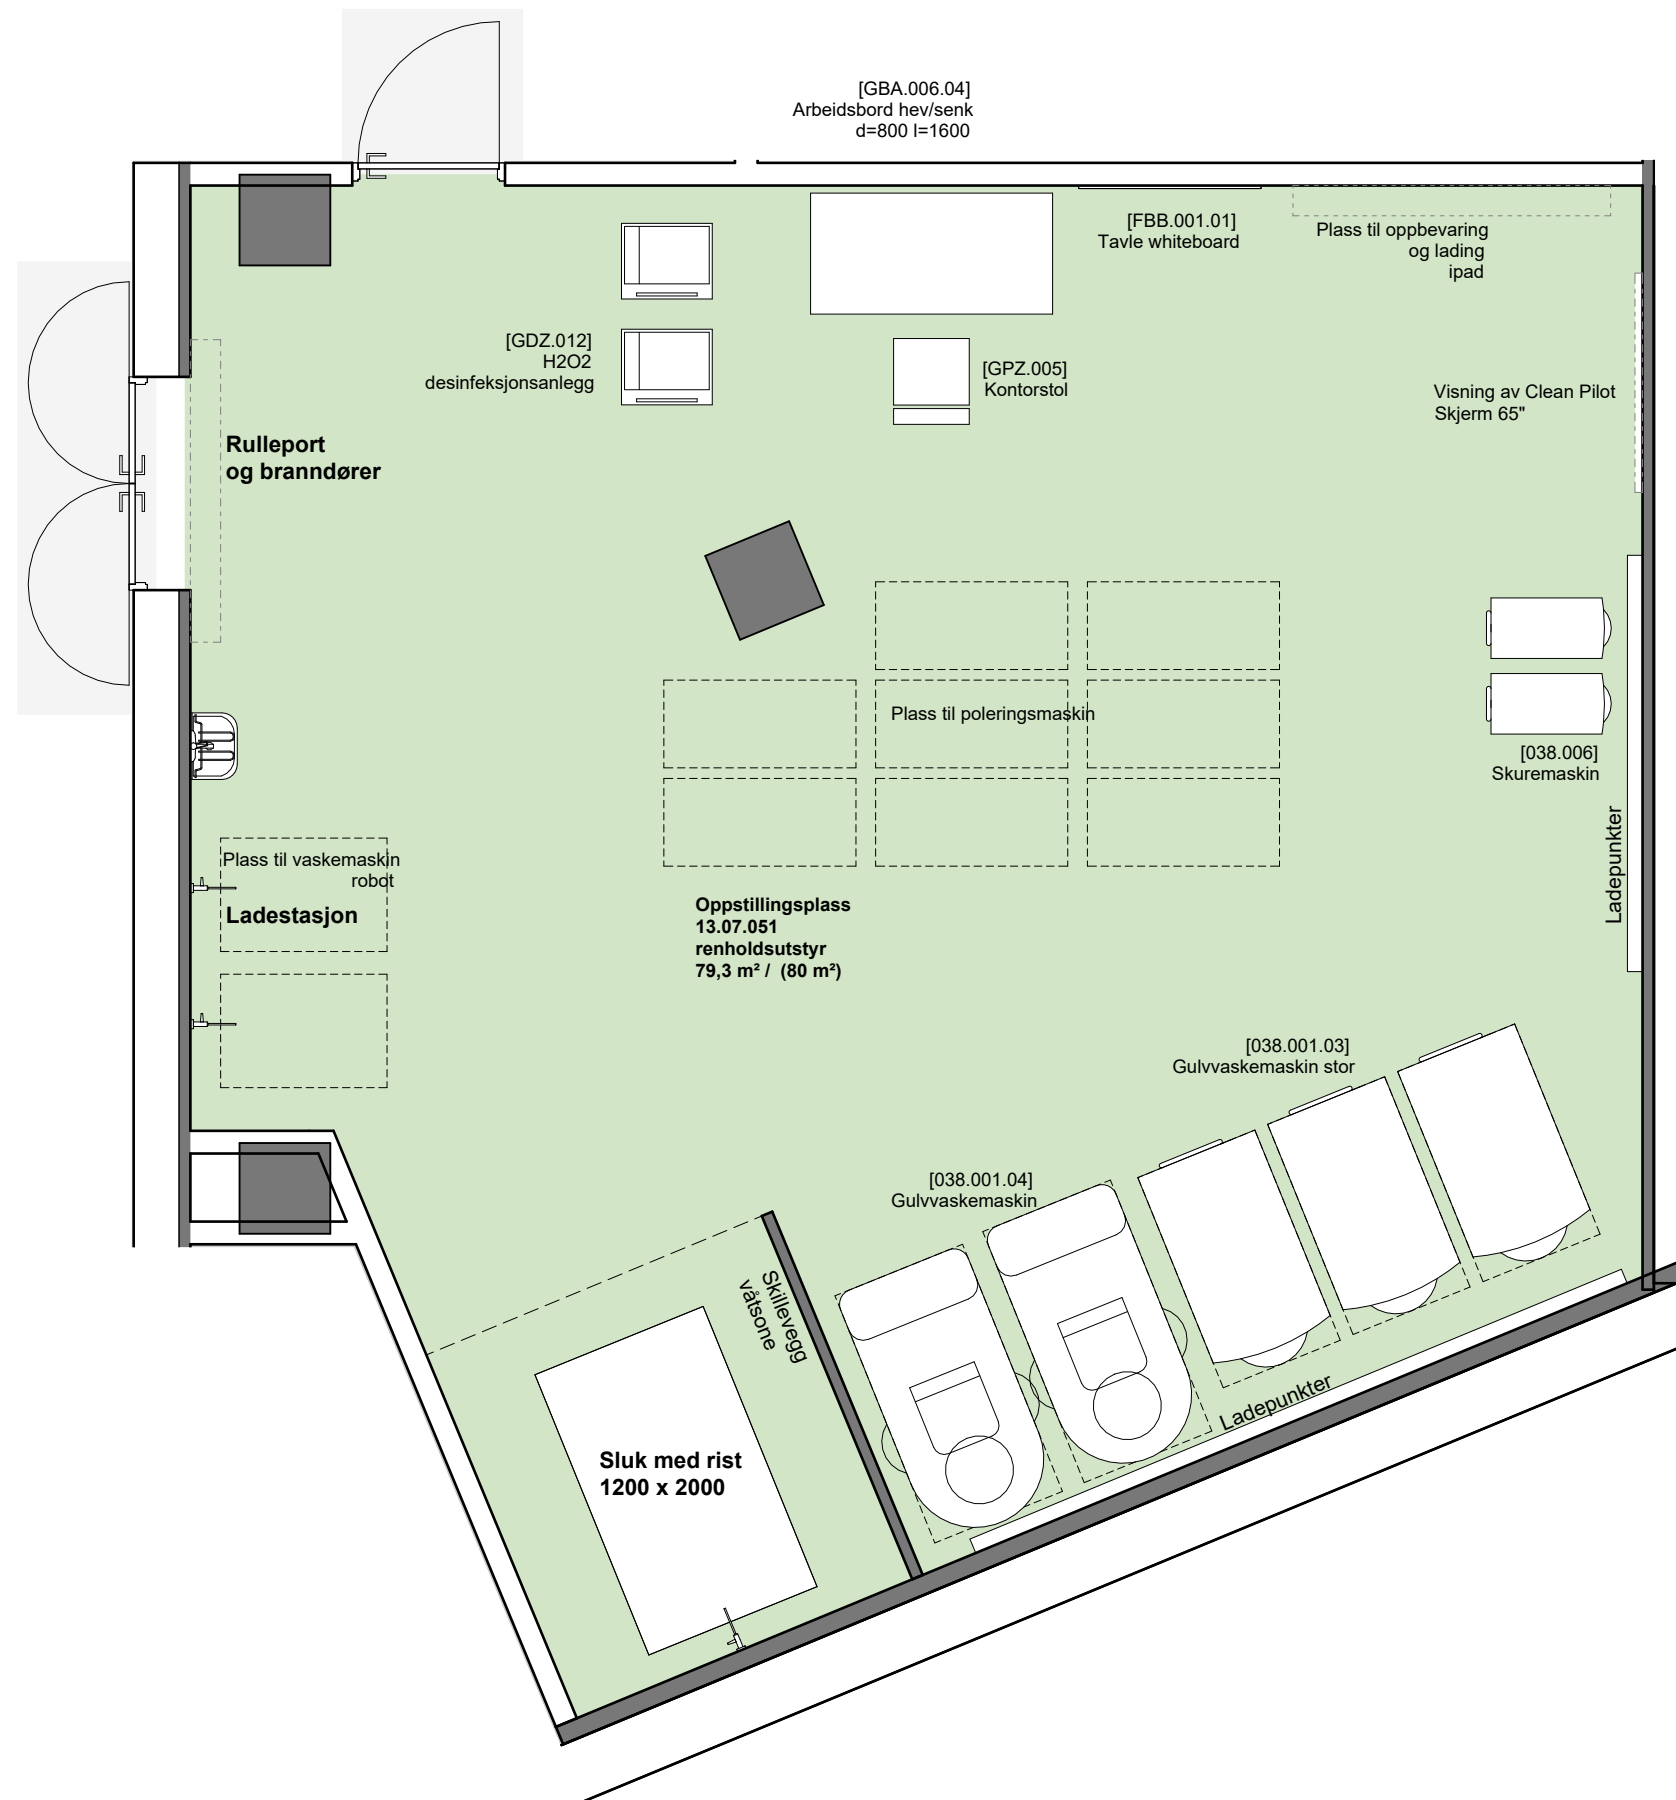 [GBA.006.04]
Arbeidsbord hev/senk
d=800 l=1600
[FBB.001.01]
Tavle whiteboard
Plass til oppbevaring
og lading
ipad
[GDZ.012]
H2O2
desinfeksjonsanlegg
[GPZ.005]
Kontorstol
Visning av Clean Pilot
Skjerm 65"
Rulleport
og branndører
Plass til poleringsmaskin
[038.006]
Skuremaskin
Ladepunkter
Plass til vaskemaskin
robot
Ladestasjon
Oppstillingsplass
13.07.051
renholdsutstyr
79,3 m² / (80 m²)
[038.001.03]
Gulvvaskemaskin stor
[038.001.04]
Gulvvaskemaskin
Skillevegg
våtsone
Ladepunkter
Sluk med rist
1200 x 2000